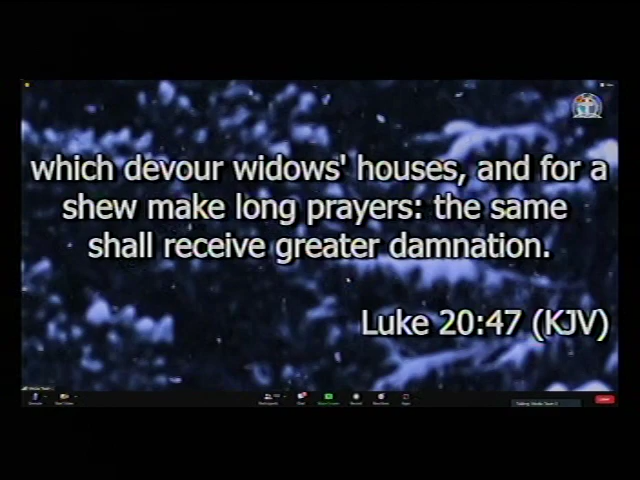 which devour widows' houses, and for a
shew make long prayers: the same
shall receive greater damnation.
Luke 20:47 (KJV)